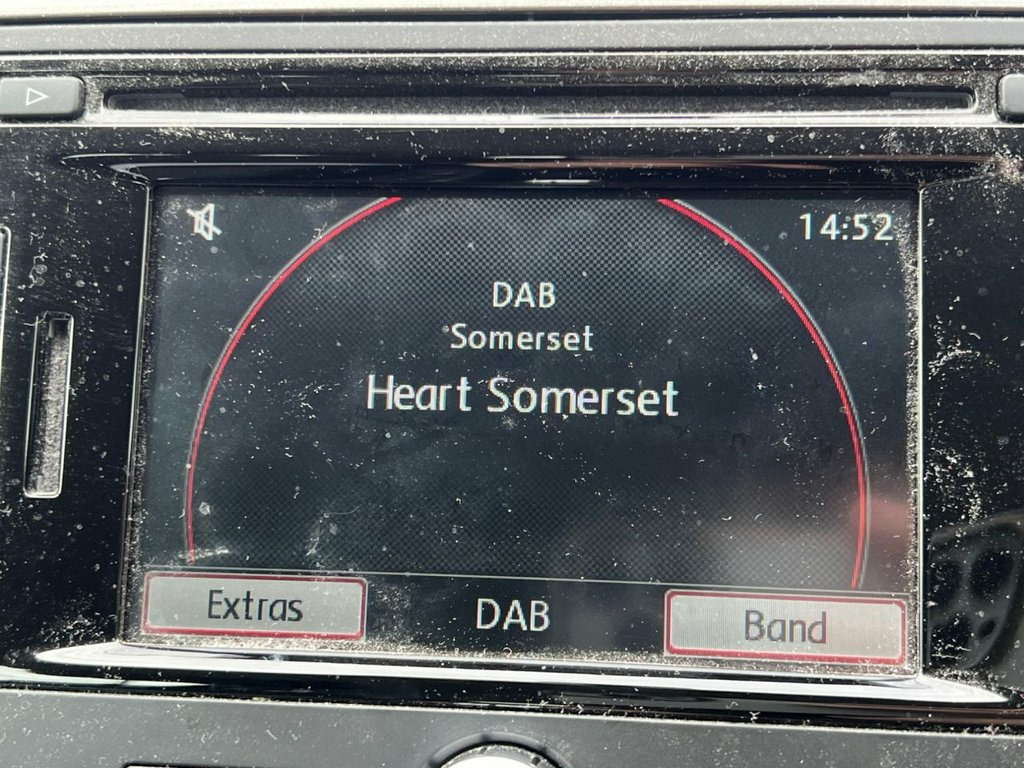 14:52
DAB
Somerset
Heart Somerset
Extras
DAB
Band